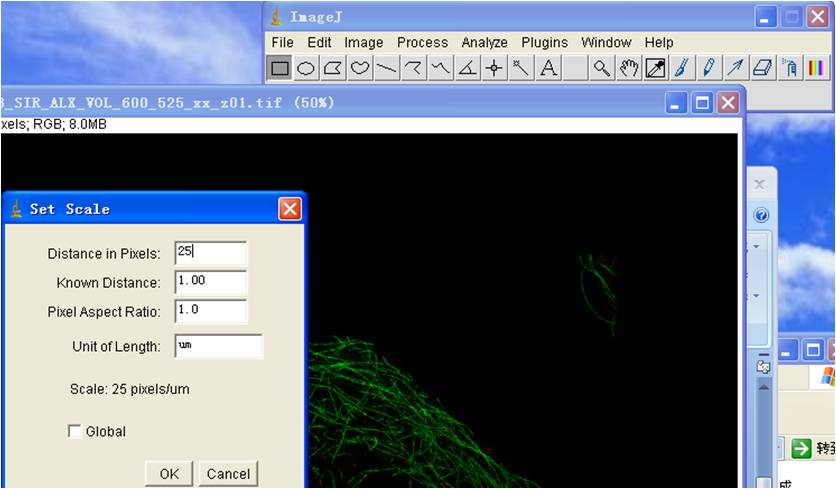 ImageJ
File Edit Image Process Analyze Plugins Window Help
A
_SIR_ALX_VOL_600_525_xx_z01.tif (50%)
xels; RGB; 8.0MB
Set Scale
Distance in Pixels: 25
Known Distance: 1.00
Pixel Aspect Ratio: 1.0
Unit of Length: um
Scale: 25 pixels/um
Global
OK Cancel
转到
成